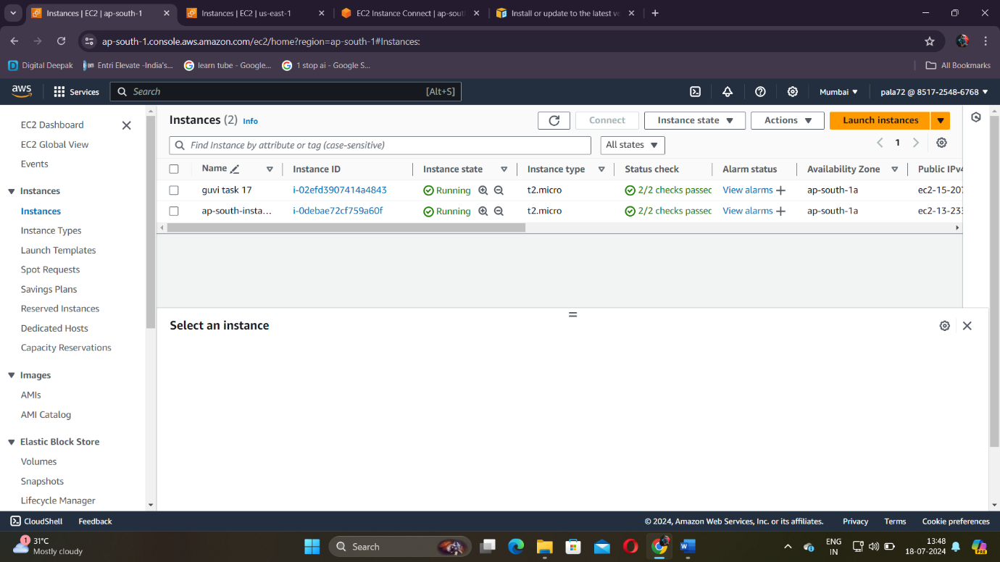 Instances | EC2 | ap-south-1
Instances | EC2 | us-east-1
EC2 Instance Connect | ap-sout
Install or update to the latest ve
ap-south-1.console.aws.amazon.com/ec2/home?region=ap-south-1#Instances:
Digital Deepak
Entri Elevate -India's...
learn tube - Google...
1 stop ai - Google S...
All Bookmarks
aws
Services
Search
[Alt+S]
Mumbai
pala72 @ 8517-2548-6768
EC2 Dashboard
EC2 Global View
Events
Instances
Instances
Instance Types
Launch Templates
Spot Requests
Savings Plans
Reserved Instances
Dedicated Hosts
Capacity Reservations
Images
AMIs
AMI Catalog
Elastic Block Store
Volumes
Snapshots
Lifecycle Manager
Instances (2) Info
Connect
Instance state
Actions
Launch instances
Find Instance by attribute or tag (case-sensitive)
All states
1
Name Instance ID Instance state Instance type Status check Alarm status Availability Zone Public IPv4
guvi task 17 i-02efd3907414a4843 Running t2.micro 2/2 checks passec View alarms + ap-south-1a ec2-15-207
ap-south-insta... i-0debae72cf759a60f Running t2.micro 2/2 checks passec View alarms + ap-south-1a ec2-13-233
Select an instance
CloudShell
Feedback
© 2024, Amazon Web Services, Inc. or its affiliates.
Privacy
Terms
Cookie preferences
1
31°C
Mostly cloudy
Search
ENG
IN
13:48
18-07-2024
PRE